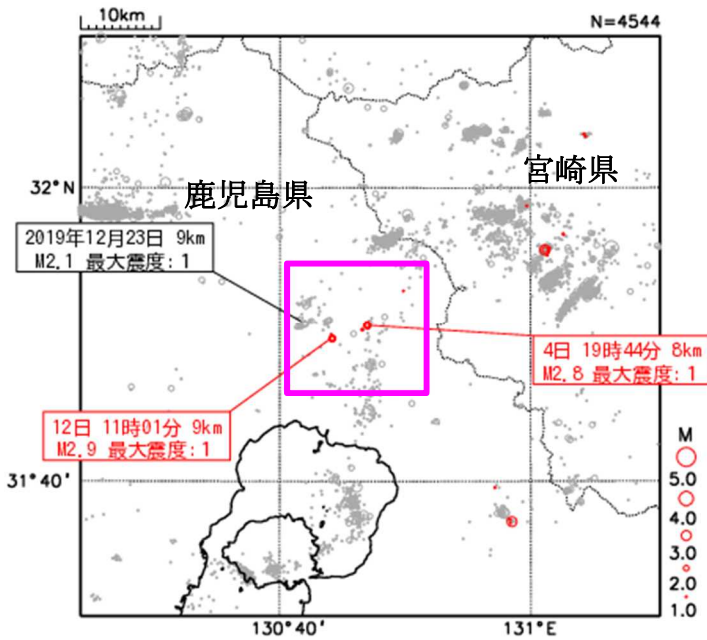 10km
N=4544
宮崎県
32°N
鹿児島県
2019年12月23日 9km
M2.1 最大震度:1
4日 19時44分 8km
M2.8 最大震度:1
12日 11時01分 9km
M2.9 最大震度:1
31°40'
M
5.0
4.0
3.0
2.0
1.0
130°40'
131°E